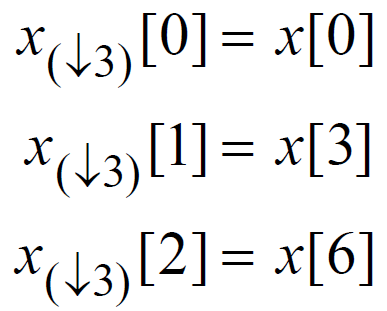 x(↓3)[0] = x[0]
x(↓3)[1] = x[3]
x(↓3)[2] = x[6]